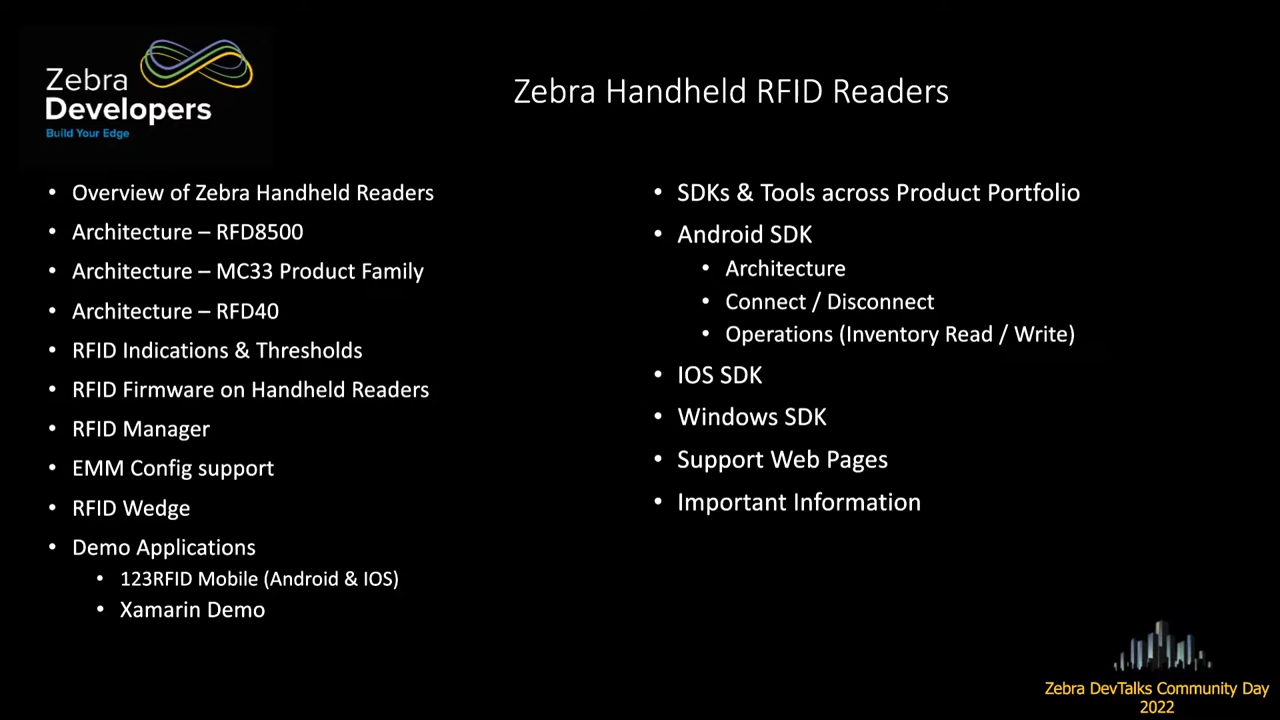 Zebra
Developers
Build Your Edge
Zebra Handheld RFID Readers
• Overview of Zebra Handheld Readers
• Architecture – RFD8500
• Architecture – MC33 Product Family
• Architecture – RFD40
• RFID Indications & Thresholds
• RFID Firmware on Handheld Readers
• RFID Manager
• EMM Config support
• RFID Wedge
• Demo Applications
• 123RFID Mobile (Android & IOS)
• Xamarin Demo
• SDKs & Tools across Product Portfolio
• Android SDK
• Architecture
• Connect / Disconnect
• Operations (Inventory Read / Write)
• IOS SDK
• Windows SDK
• Support Web Pages
• Important Information
Zebra DevTalks Community Day
2022